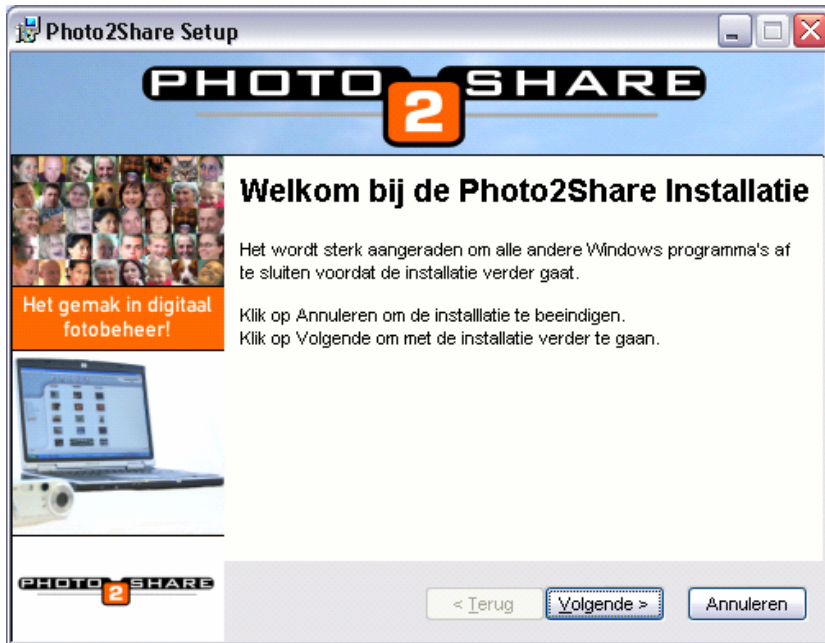 Photo2Share Setup
PHOTO 2 SHARE
Welkom bij de Photo2Share Installatie
Het wordt sterk aangeraden om alle andere Windows programma's af
te sluiten voordat de installatie verder gaat.
Klik op Annuleren om de installlatie te beeindigen.
Klik op Volgende om met de installatie verder te gaan.
Het gemak in digitaal
fotobeheer!
PHOTO 2 SHARE
< Terug
Volgende >
Annuleren